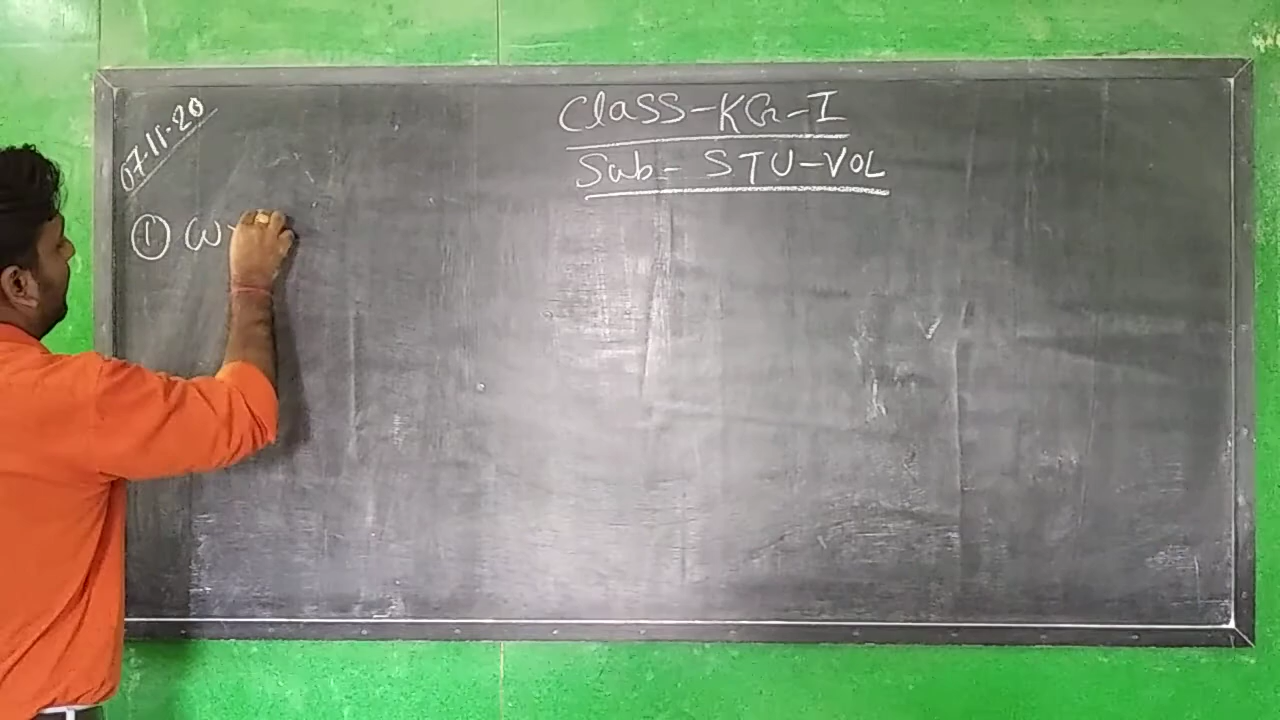 07-11-20
Class-KG-I
Sub- STU-VOL
①